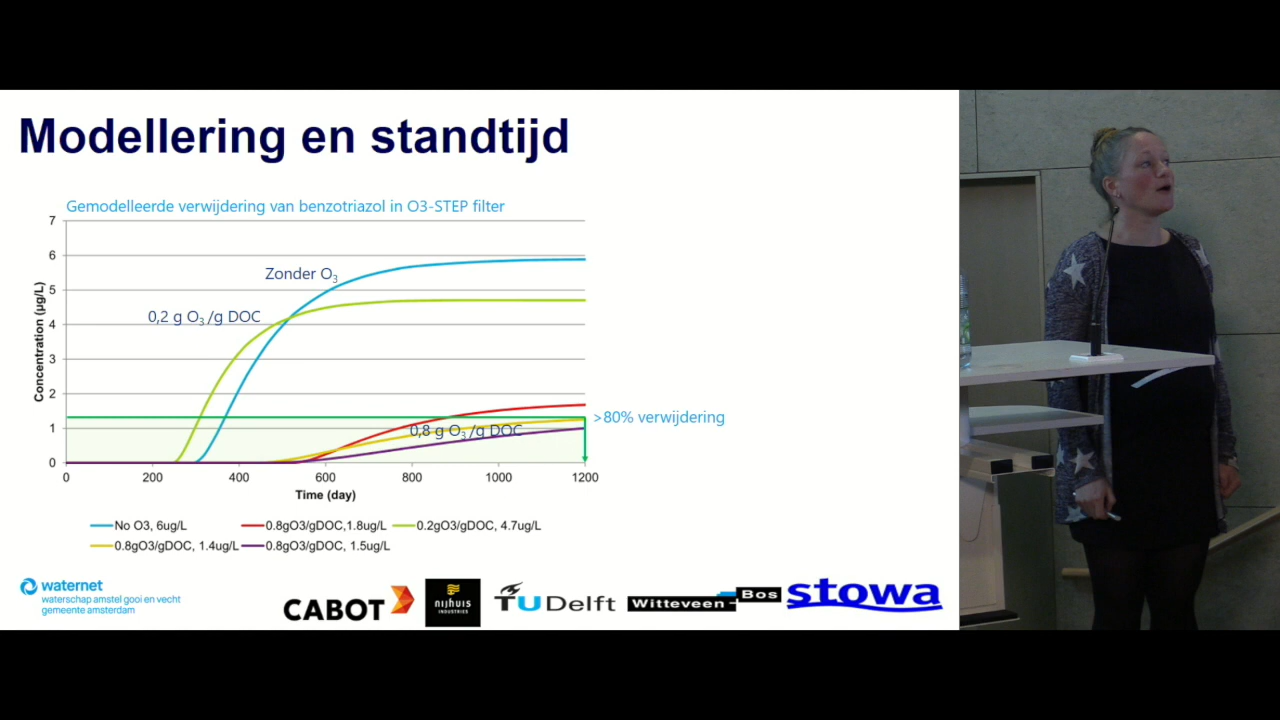 Modellering en standtijd
Gemodelleerde verwijdering van benzotriazol in O3-STEP filter
7
6
5
4
3
2
1
0
Concentration (µg/L)
Zonder O₃
0,2 g O₃ /g DOC
0,8 g O₃ /g DOC
>80% verwijdering
0 200 400 600 800 1000 1200
Time (day)
No O3, 6ug/L 0.8gO3/gDOC,1.8ug/L 0.2gO3/gDOC, 4.7ug/L
0.8gO3/gDOC, 1.4ug/L 0.8gO3/gDOC, 1.5ug/L
waternet
waterschap amstel gooi en vecht
gemeente amsterdam
CABOT
nijhuis
INDUSTRIES
TU Delft
Witteveen + Bos
stowa